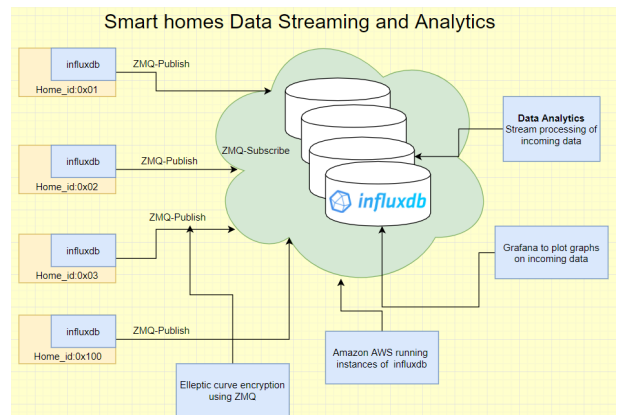 Smart homes Data Streaming and Analytics
influxdb
ZMQ-Publish
Home_id:0x01
influxdb
ZMQ-Publish
Home_id:0x02
influxdb
ZMQ-Publish
Home_id:0x03
influxdb
ZMQ-Publish
Home_id:0x100
ZMQ-Subscribe
influxdb
Data Analytics
Stream processing of
incoming data
Grafana to plot graphs
on incoming data
Amazon AWS running
instances of influxdb
Elleptic curve encryption
using ZMQ